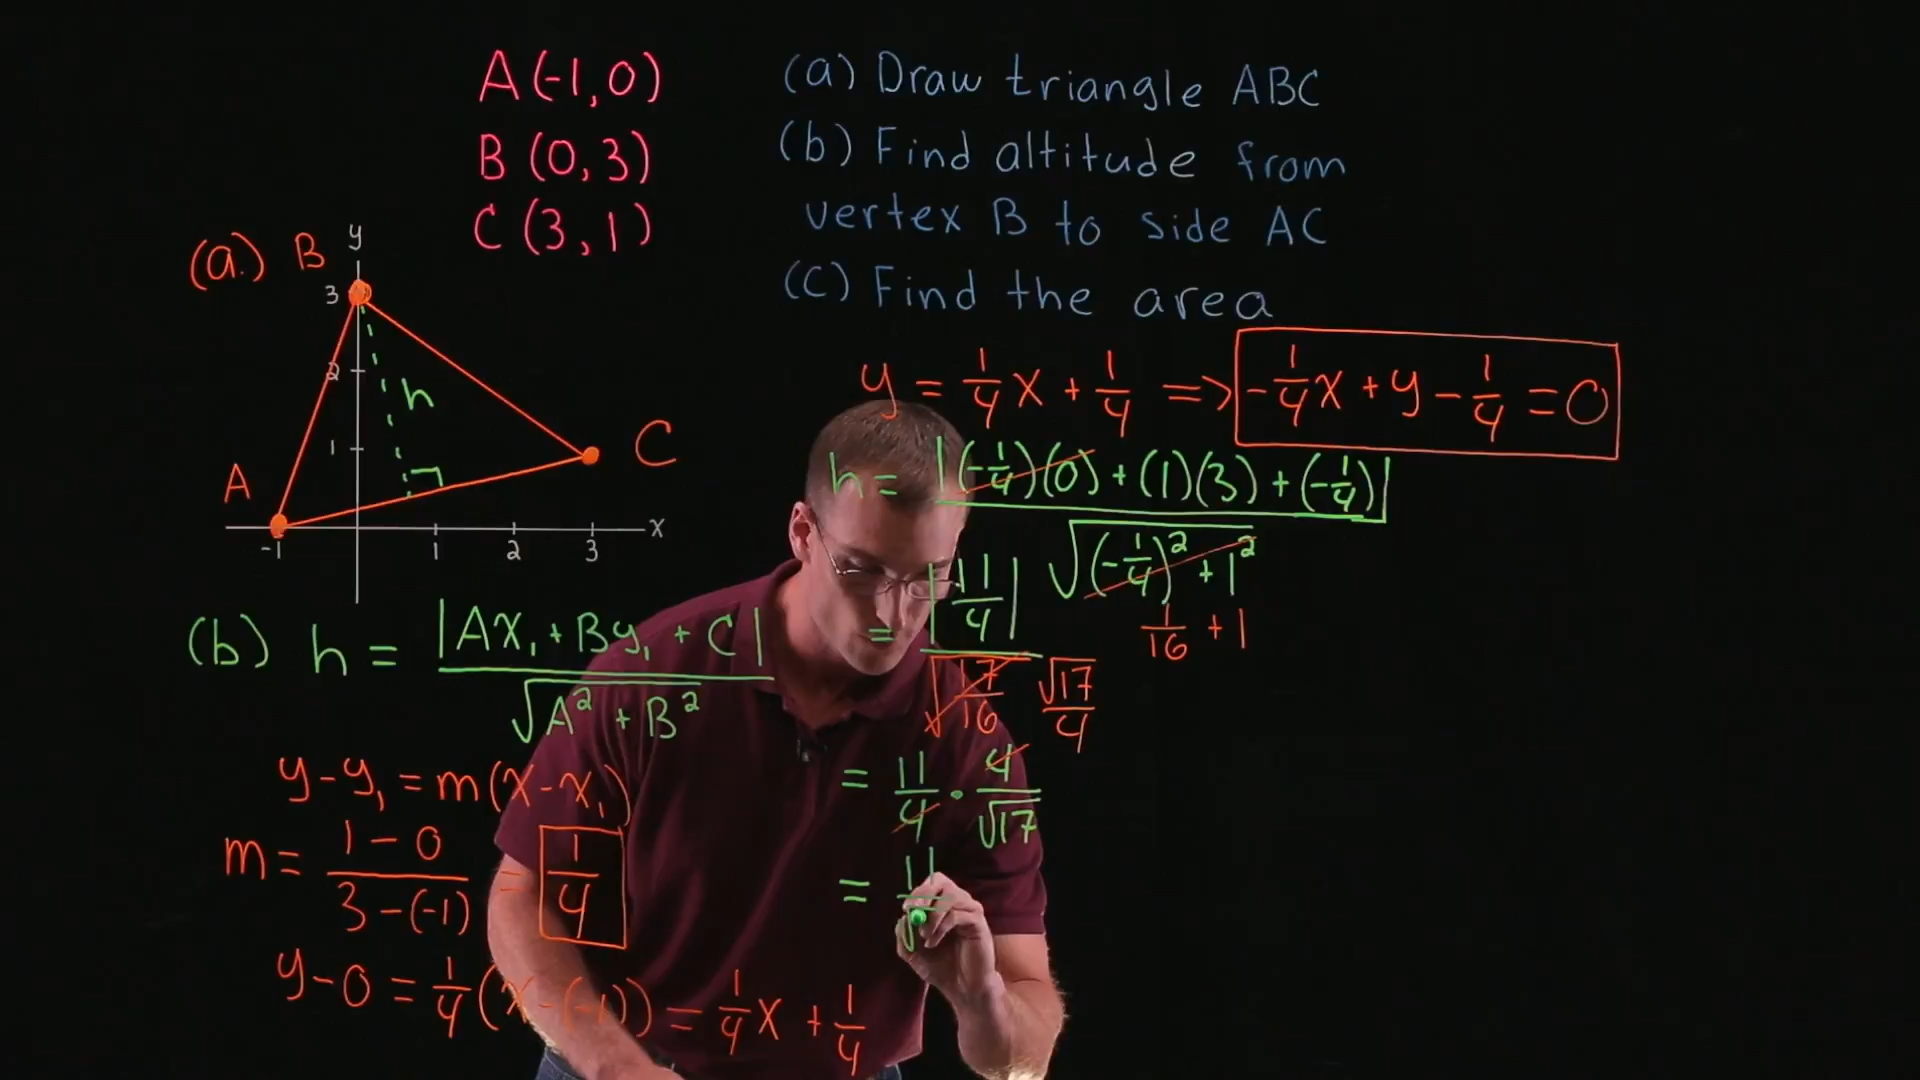 A(-1,0)
B(0,3)
C(3,1)
(a) Draw triangle ABC
(b) Find altitude from
vertex B to side AC
(c) Find the area
(a.) B y
3
2
h
1
A C
-1 1 2 3 x
y = 1/4 x + 1/4 => -1/4 x + y - 1/4 = 0
h = |(-1/4)(0) + (1)(3) + (-1/4)| / √((-1/4)² + 1²)
1/16 + 1
= |11/4| / √(17/16) √17/4
= 11/4 · 4/√17
= 11/√
(b) h = |Ax₁ + By₁ + C| / √(A² + B²)
y - y₁ = m(x - x₁)
m = (1 - 0)/(3 - (-1)) = 1/4
y - 0 = 1/4 (x - (-1)) = 1/4 x + 1/4